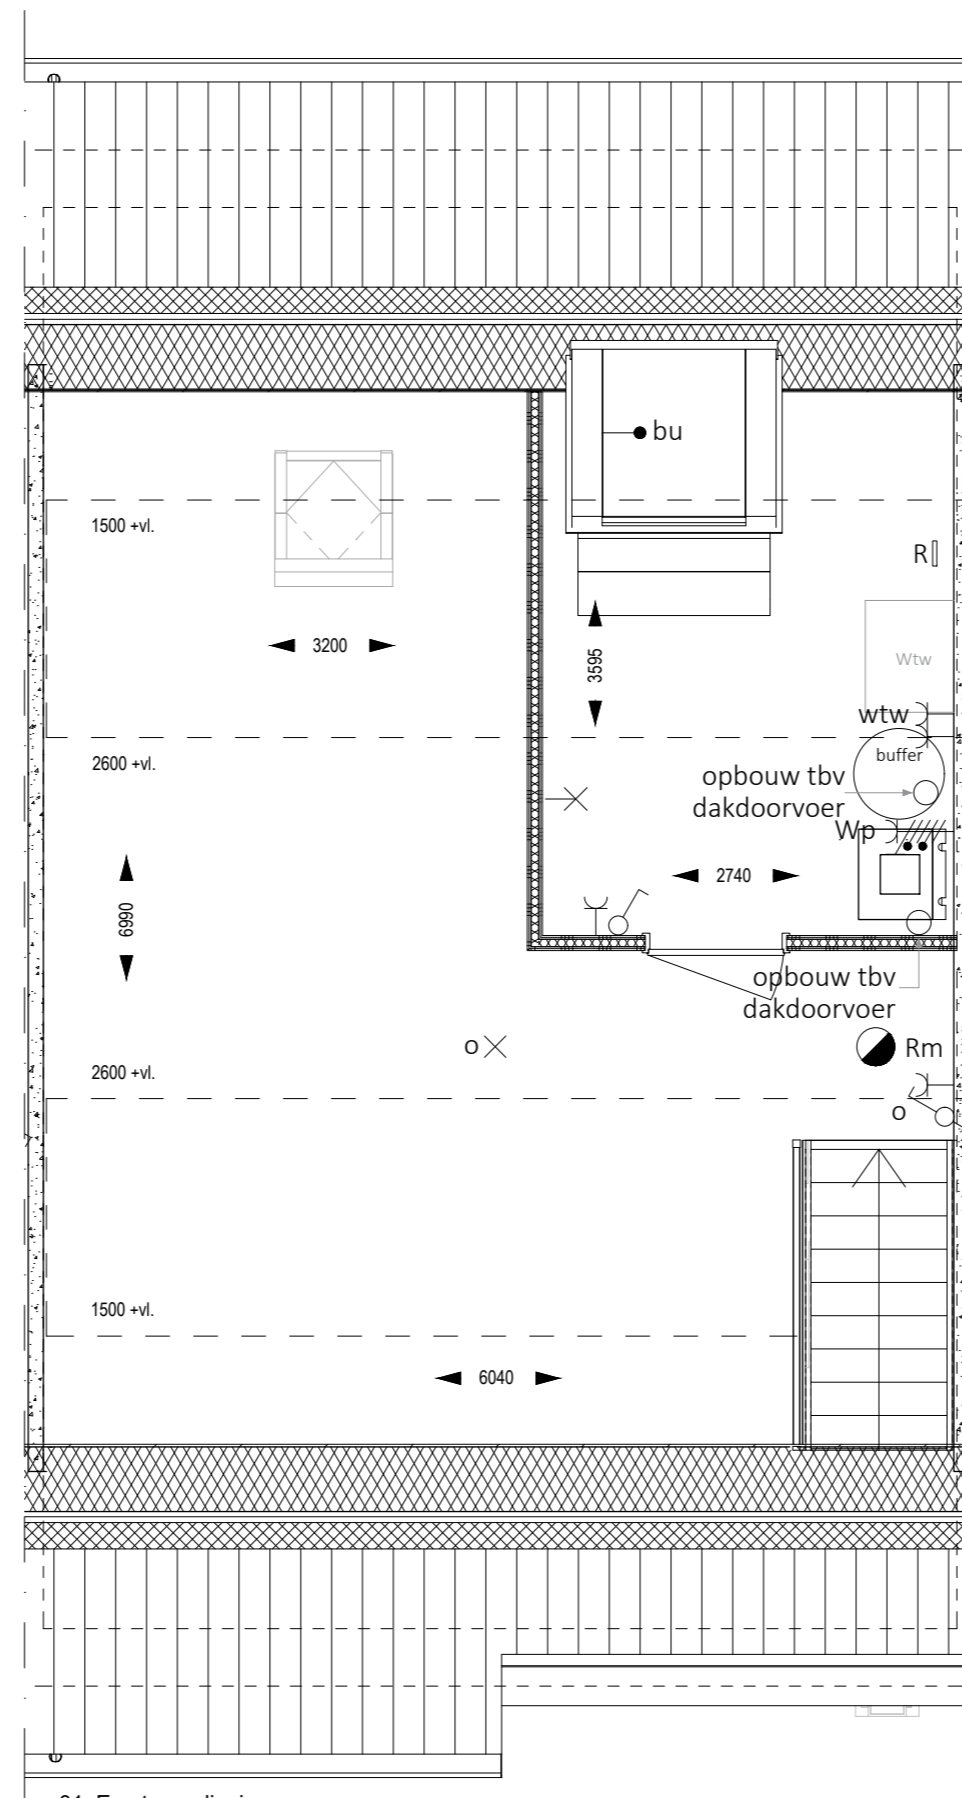 bu
1500 +vl.
R
3200
3595
Wtw
wtw
buffer
2600 +vl.
opbouw tbv
dakdoorvoer
Wp
2740
6990
opbouw tbv
dakdoorvoer
o
Rm
2600 +vl.
o
1500 +vl.
6040